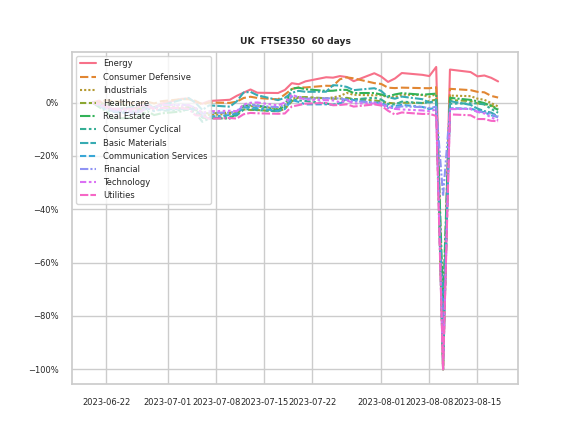 UK FTSE350 60 days
Energy
Consumer Defensive
Industrials
Healthcare
Real Estate
Consumer Cyclical
Basic Materials
Communication Services
Financial
Technology
Utilities
0%
−20%
−40%
−60%
−80%
−100%
2023-06-22 2023-07-01 2023-07-08 2023-07-15 2023-07-22 2023-08-01 2023-08-08 2023-08-15